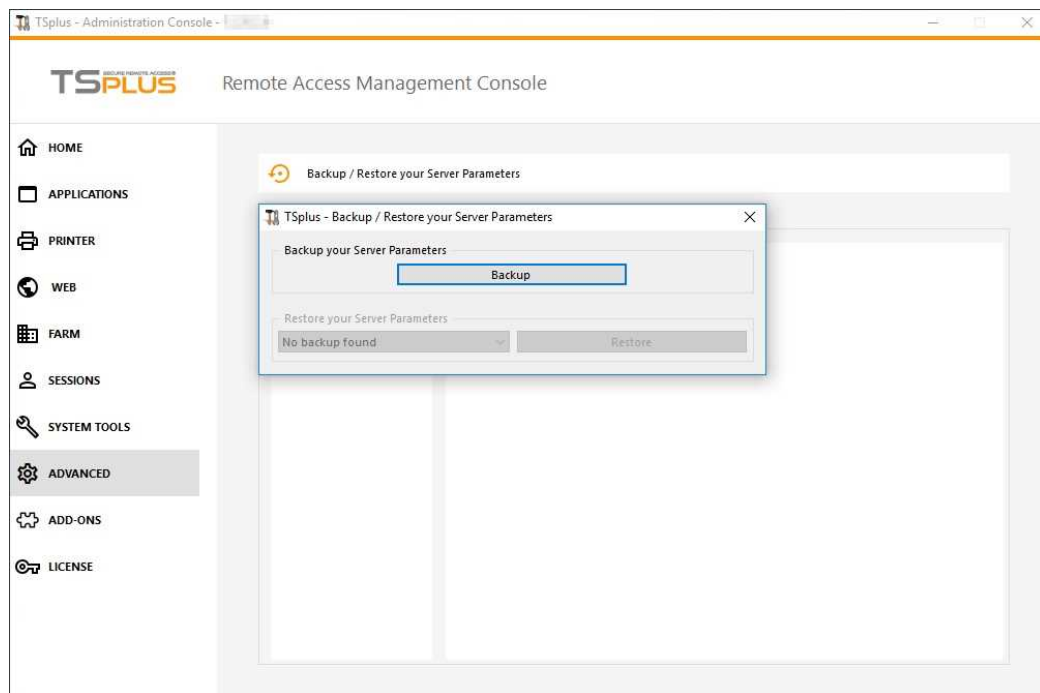 TSplus - Administration Console -
TSPLUS
SECURE REMOTE ACCESS
Remote Access Management Console
HOME
APPLICATIONS
PRINTER
WEB
FARM
SESSIONS
SYSTEM TOOLS
ADVANCED
ADD-ONS
LICENSE
Backup / Restore your Server Parameters
TSplus - Backup / Restore your Server Parameters
Backup your Server Parameters
Backup
Restore your Server Parameters
No backup found
Restore